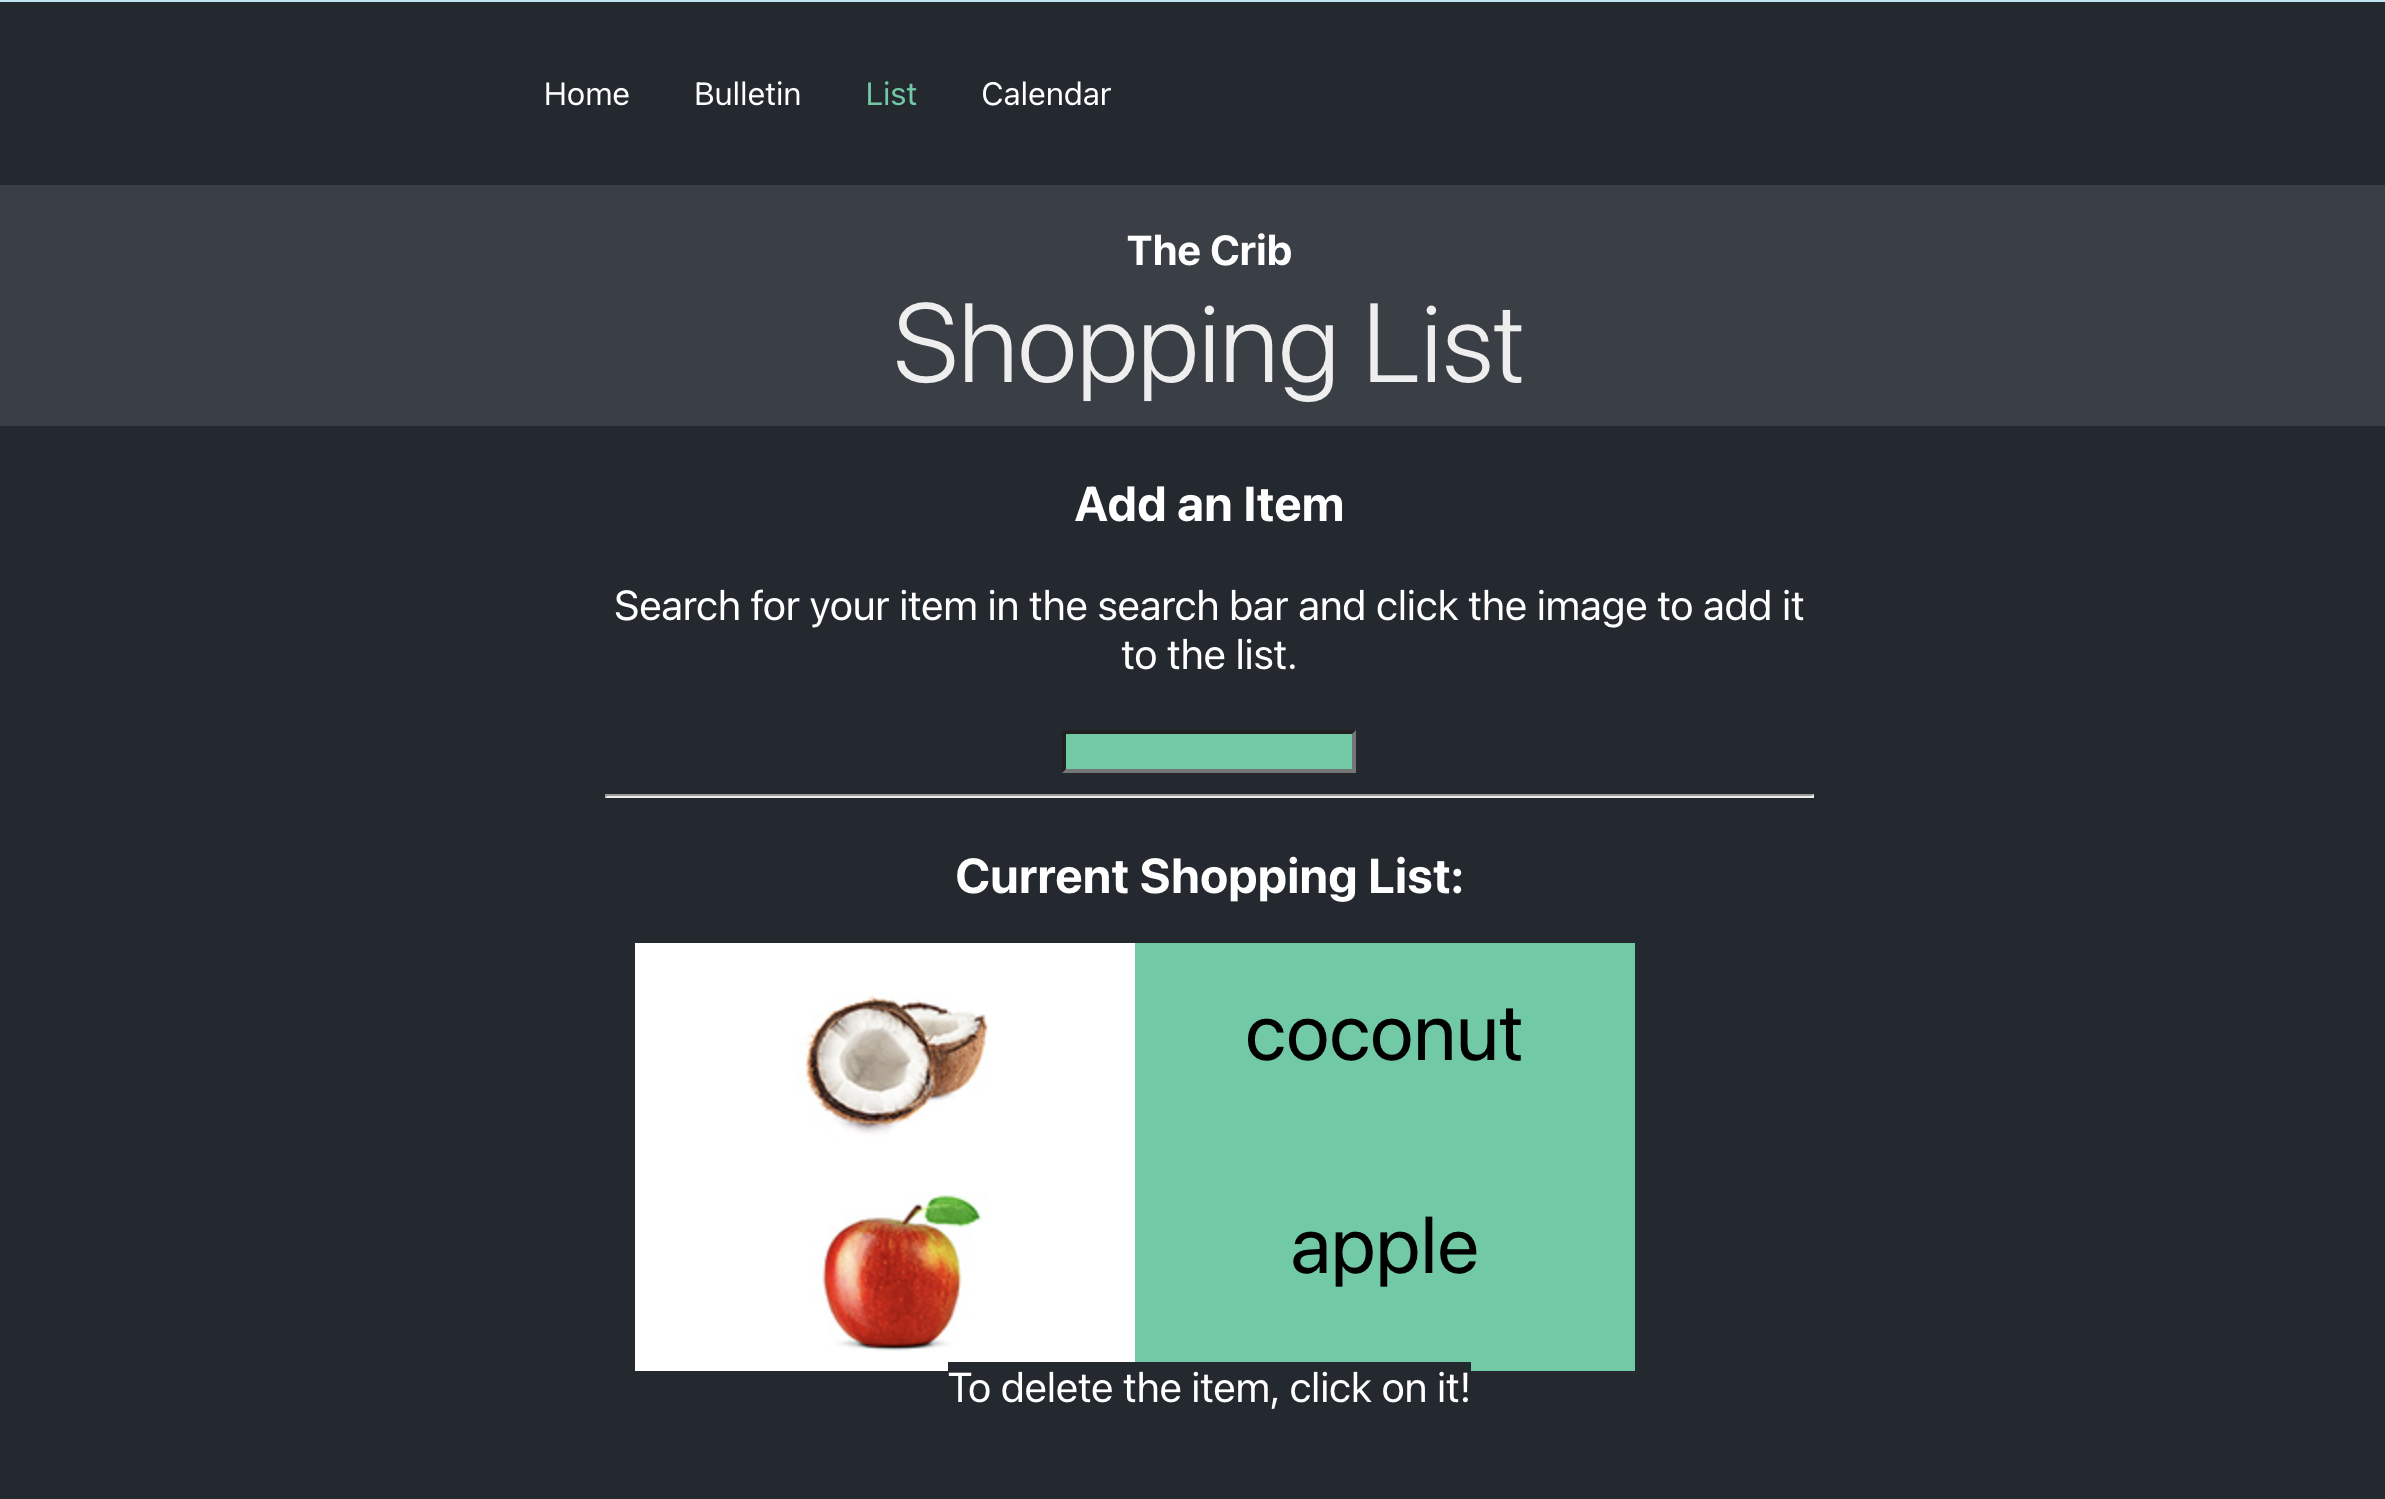 Home Bulletin List Calendar
The Crib
Shopping List
Add an Item
Search for your item in the search bar and click the image to add it
to the list.
Current Shopping List:
coconut
apple
To delete the item, click on it!